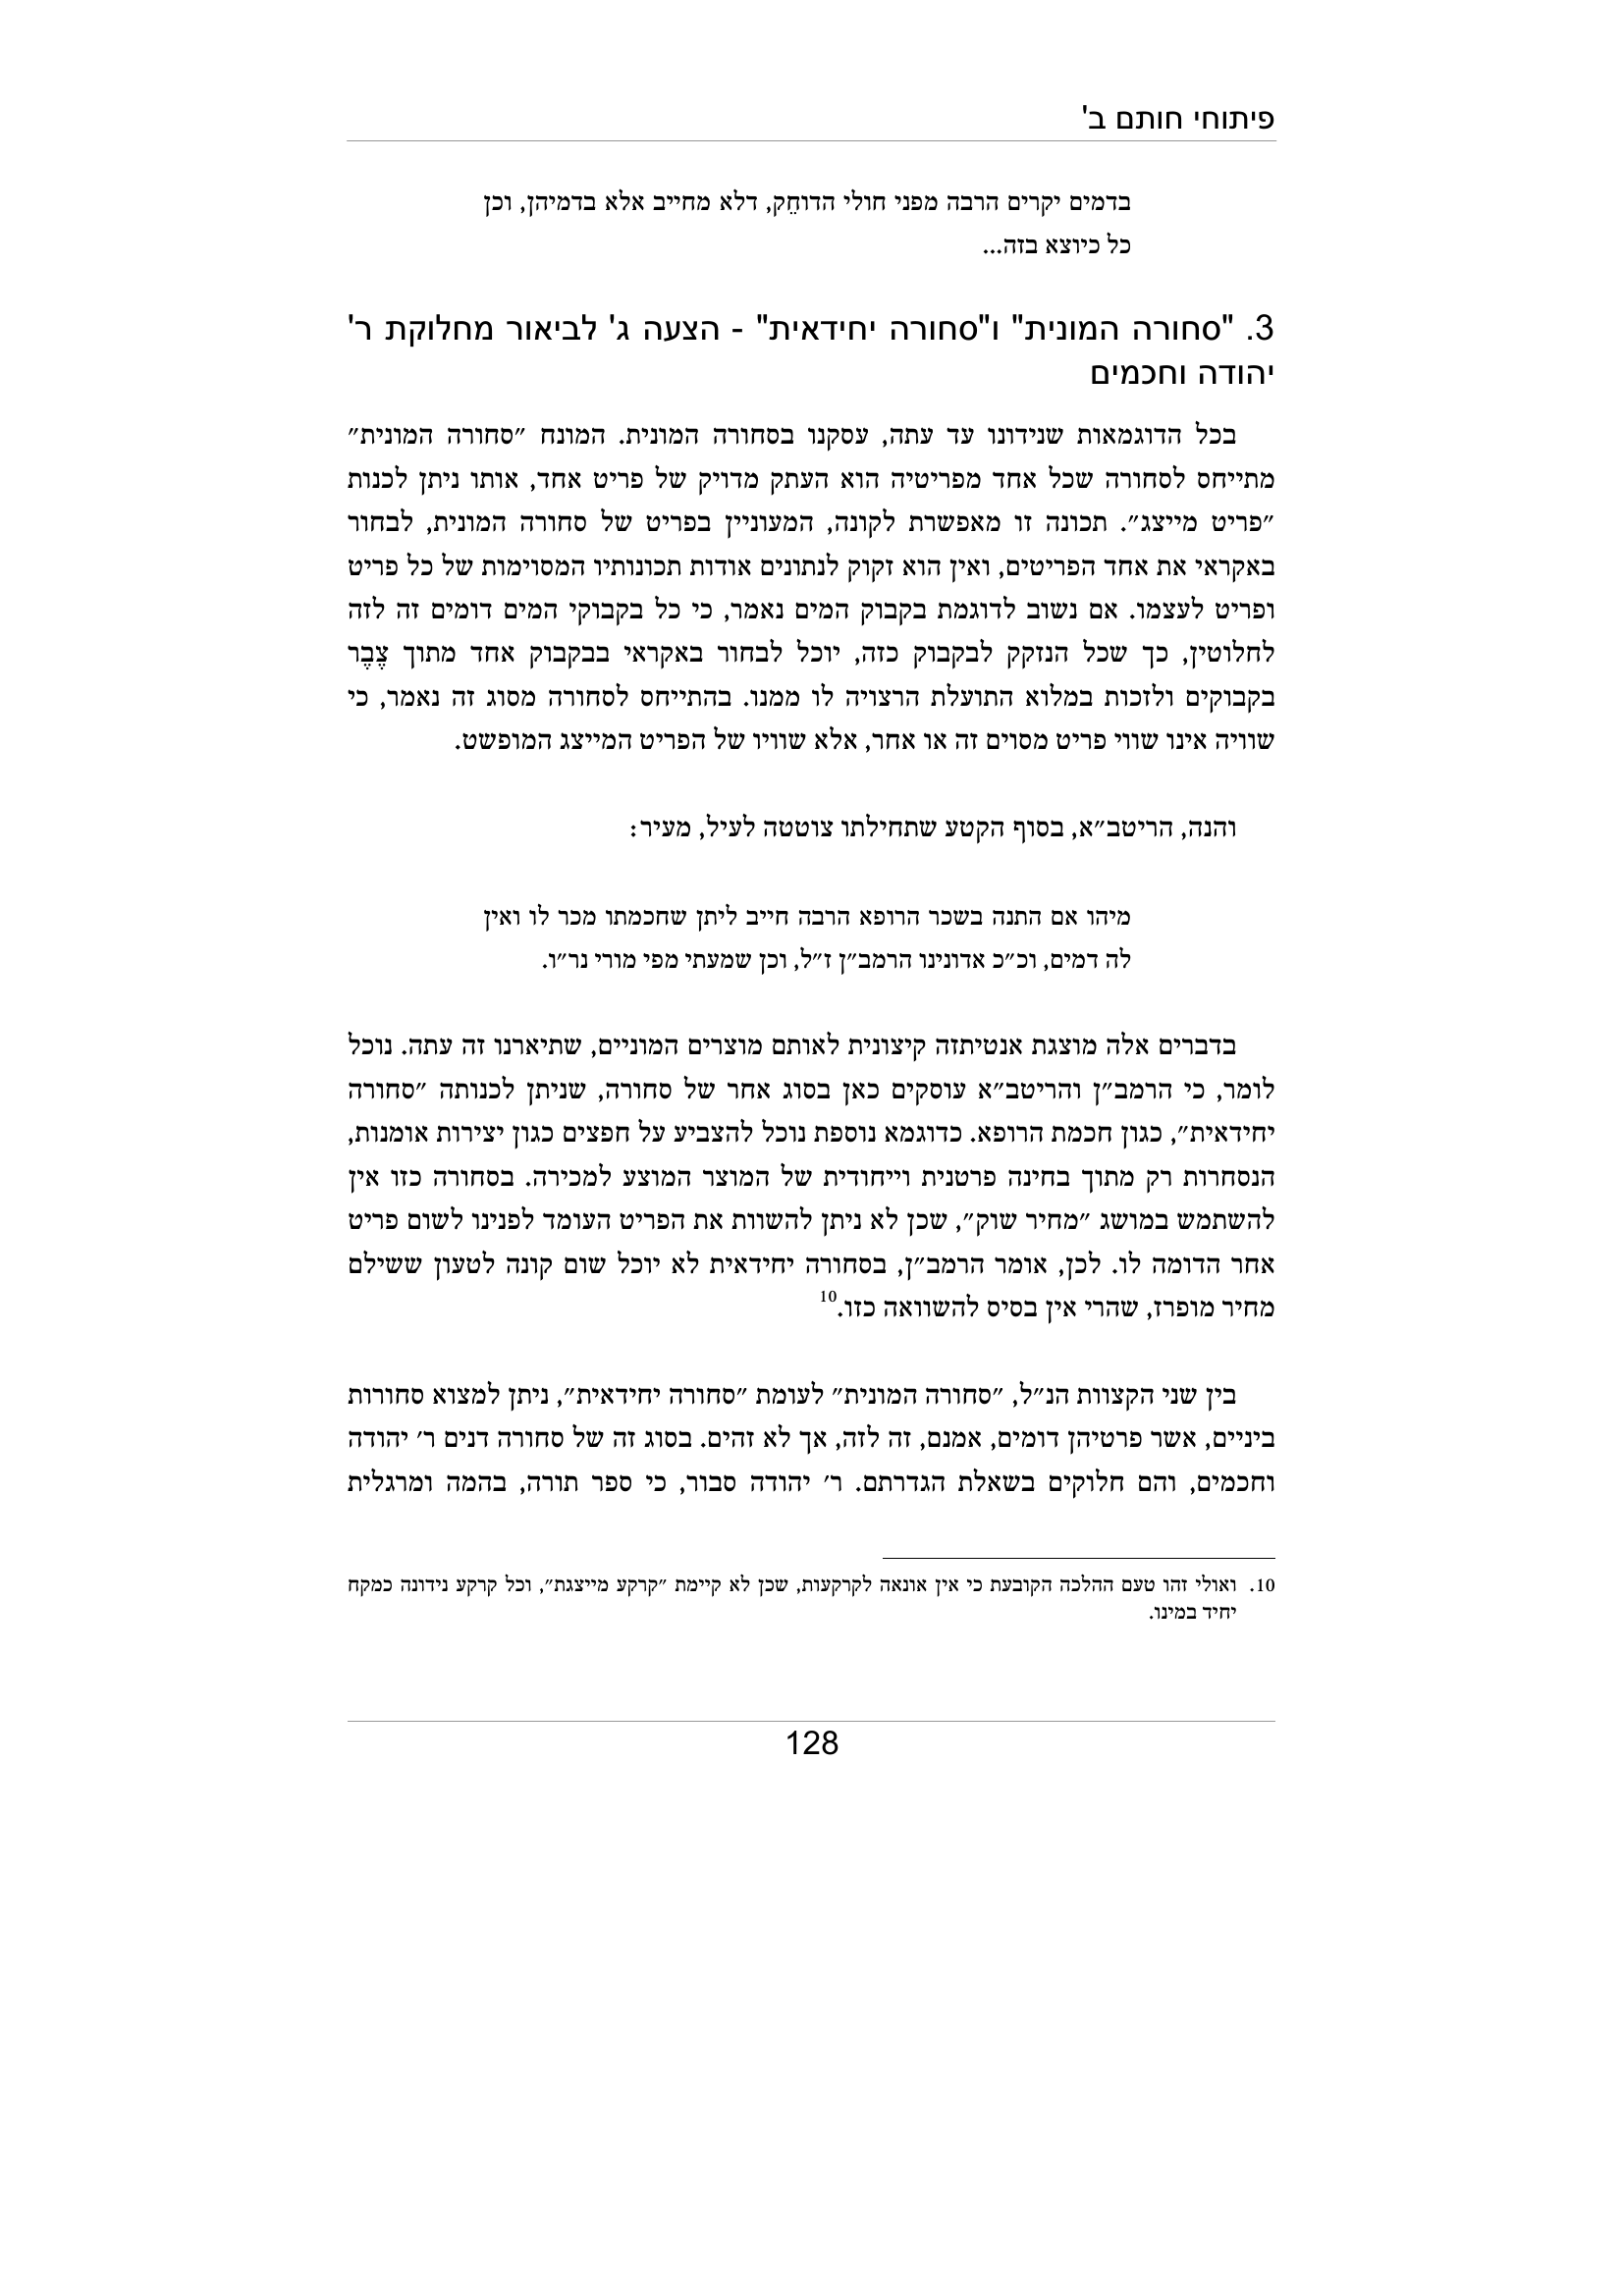 פיתוחי חותם ב'
בדמים יקרים הרבה מפני חולי הדוחֵק, דלא מחייב אלא בדמיהן, וכן
כל כיוצא בזה...
3. "סחורה המונית" ו"סחורה יחידאית" - הצעה ג' לביאור מחלוקת ר'
יהודה וחכמים
בכל הדוגמאות שנידונו עד עתה, עסקנו בסחורה המונית. המונח ״סחורה המונית״
מתייחס לסחורה שכל אחד מפריטיה הוא העתק מדויק של פריט אחד, אותו ניתן לכנות
״פריט מייצג״. תכונה זו מאפשרת לקונה, המעוניין בפריט של סחורה המונית, לבחור
באקראי את אחד הפריטים, ואין הוא זקוק לנתונים אודות תכונותיו המסוימות של כל פריט
ופריט לעצמו. אם נשוב לדוגמת בקבוק המים נאמר, כי כל בקבוקי המים דומים זה לזה
לחלוטין, כך שכל הנזקק לבקבוק כזה, יוכל לבחור באקראי בבקבוק אחד מתוך צֶבֶר
בקבוקים ולזכות במלוא התועלת הרצויה לו ממנו. בהתייחס לסחורה מסוג זה נאמר, כי
שוויה אינו שווי פריט מסוים זה או אחר, אלא שוויו של הפריט המייצג המופשט.
והנה, הריטב״א, בסוף הקטע שתחילתו צוטטה לעיל, מעיר:
מיהו אם התנה בשכר הרופא הרבה חייב ליתן שחכמתו מכר לו ואין
לה דמים, וכ״כ אדונינו הרמב״ן ז״ל, וכן שמעתי מפי מורי נר״ו.
בדברים אלה מוצגת אנטיתזה קיצונית לאותם מוצרים המוניים, שתיארנו זה עתה. נוכל
לומר, כי הרמב״ן והריטב״א עוסקים כאן בסוג אחר של סחורה, שניתן לכנותה ״סחורה
יחידאית״, כגון חכמת הרופא. כדוגמא נוספת נוכל להצביע על חפצים כגון יצירות אומנות,
הנסחרות רק מתוך בחינה פרטנית וייחודית של המוצר המוצע למכירה. בסחורה כזו אין
להשתמש במושג ״מחיר שוק״, שכן לא ניתן להשוות את הפריט העומד לפנינו לשום פריט
אחר הדומה לו. לכן, אומר הרמב״ן, בסחורה יחידאית לא יוכל שום קונה לטעון ששילם
מחיר מופרז, שהרי אין בסיס להשוואה כזו.10
בין שני הקצוות הנ״ל, ״סחורה המונית״ לעומת ״סחורה יחידאית״, ניתן למצוא סחורות
ביניים, אשר פרטיהן דומים, אמנם, זה לזה, אך לא זהים. בסוג זה של סחורה דנים ר׳ יהודה
וחכמים, והם חלוקים בשאלת הגדרתם. ר׳ יהודה סבור, כי ספר תורה, בהמה ומרגלית
10. ואולי זהו טעם ההלכה הקובעת כי אין אונאה לקרקעות, שכן לא קיימת ״קרקע מייצגת״, וכל קרקע נידונה כמקח
יחיד במינו.
128